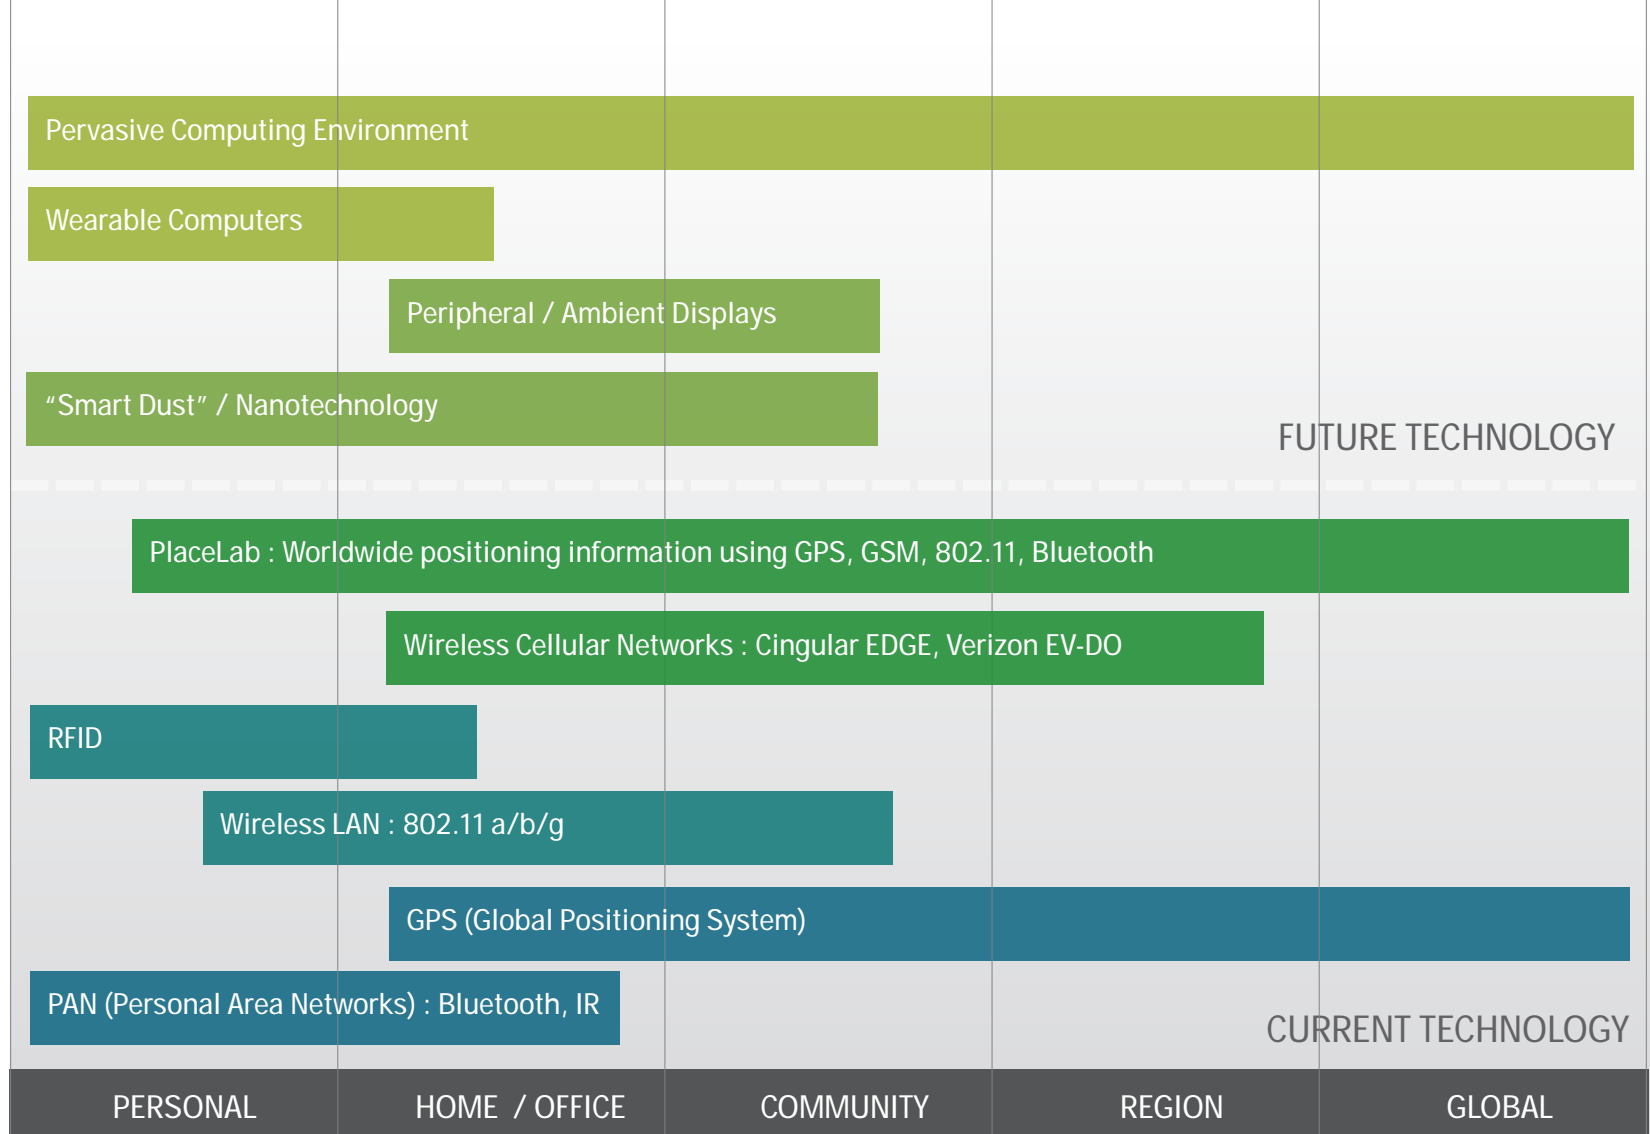 Pervasive Computing Environment
Wearable Computers
Peripheral / Ambient Displays
“Smart Dust” / Nanotechnology
FUTURE TECHNOLOGY
PlaceLab : Worldwide positioning information using GPS, GSM, 802.11, Bluetooth
Wireless Cellular Networks : Cingular EDGE, Verizon EV-DO
RFID
Wireless LAN : 802.11 a/b/g
GPS (Global Positioning System)
PAN (Personal Area Networks) : Bluetooth, IR
CURRENT TECHNOLOGY
PERSONAL HOME / OFFICE COMMUNITY REGION GLOBAL